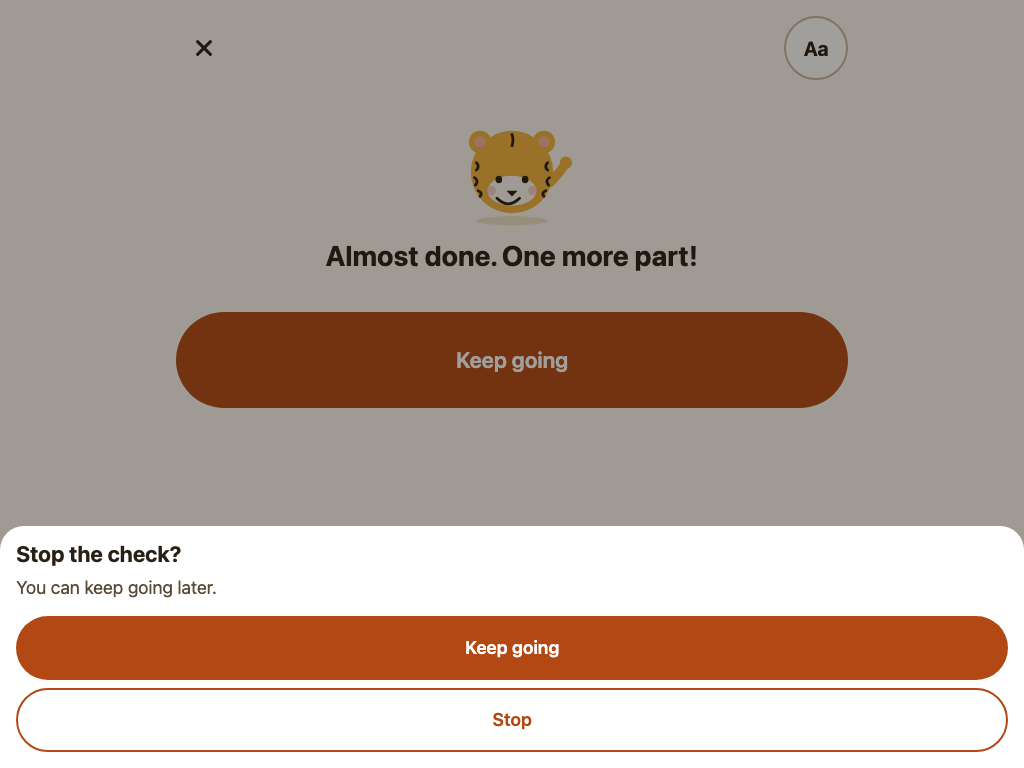 Aa
Almost done. One more part!
Keep going
Stop the check?
You can keep going later.
Keep going
Stop